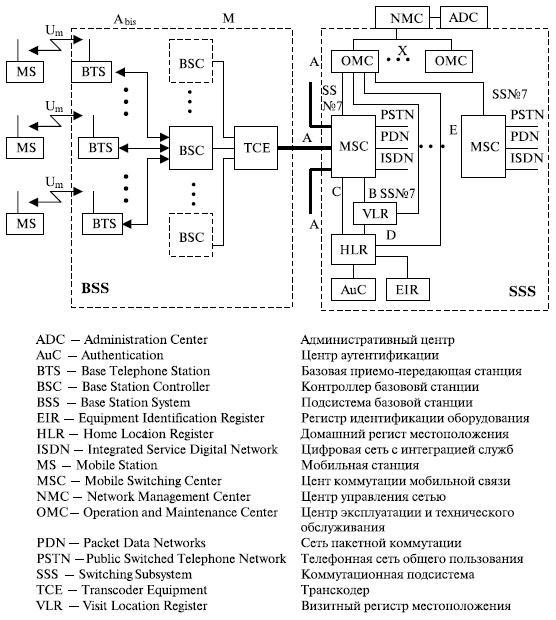 NMC ADC
A bis M
Um
MS
BTS
BSC
OMC X OMC
A
SS
№7
SS№7
PSTN
PDN
ISDN
E
PSTN
PDN
ISDN
Um
MS
BTS
BSC
TCE
A
MSC
MSC
C
B SS№7
VLR
D
Um
MS
BTS
BSC
A
HLR
AuC EIR
BSS
SSS
ADC – Administration Center Административный центр
AuC – Authentication Центр аутентификации
BTS – Base Telephone Station Базовая приемо-передающая станция
BSC – Base Station Controller Контроллер базововй станции
BSS – Base Station System Подсистема базовой станции
EIR – Equipment Identification Register Регистр идентификации оборудования
HLR – Home Location Register Домашний регист местоположения
ISDN – Integrated Service Digital Network Цифровая сеть с интеграцией служб
MS – Mobile Station Мобильная станция
MSC – Mobile Switching Center Цент коммутации мобильной связи
NMC – Network Management Center Центр управления сетью
OMC – Operation and Maintenance Center Центр эксплуатации и технического
обслуживания
PDN – Packet Data Networks Сеть пакетной коммутации
PSTN – Public Switched Telephone Network Телефонная сеть общего пользования
SSS – Switching Subsystem Коммутационная подсистема
TCE – Transcoder Equipment Транскодер
VLR – Visit Location Register Визитный регистр местоположения